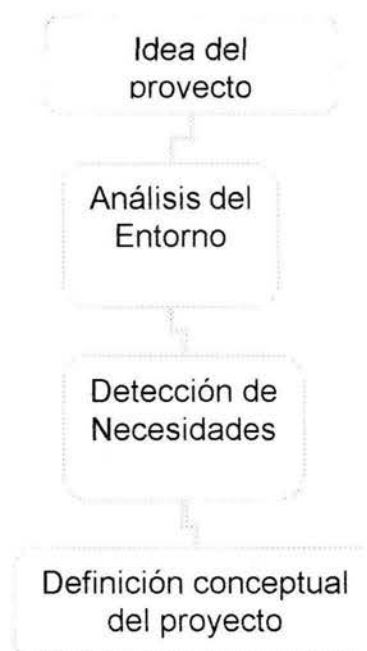 Idea del
proyecto
Análisis del
Entorno
Detección de
Necesidades
Definición conceptual
del proyecto